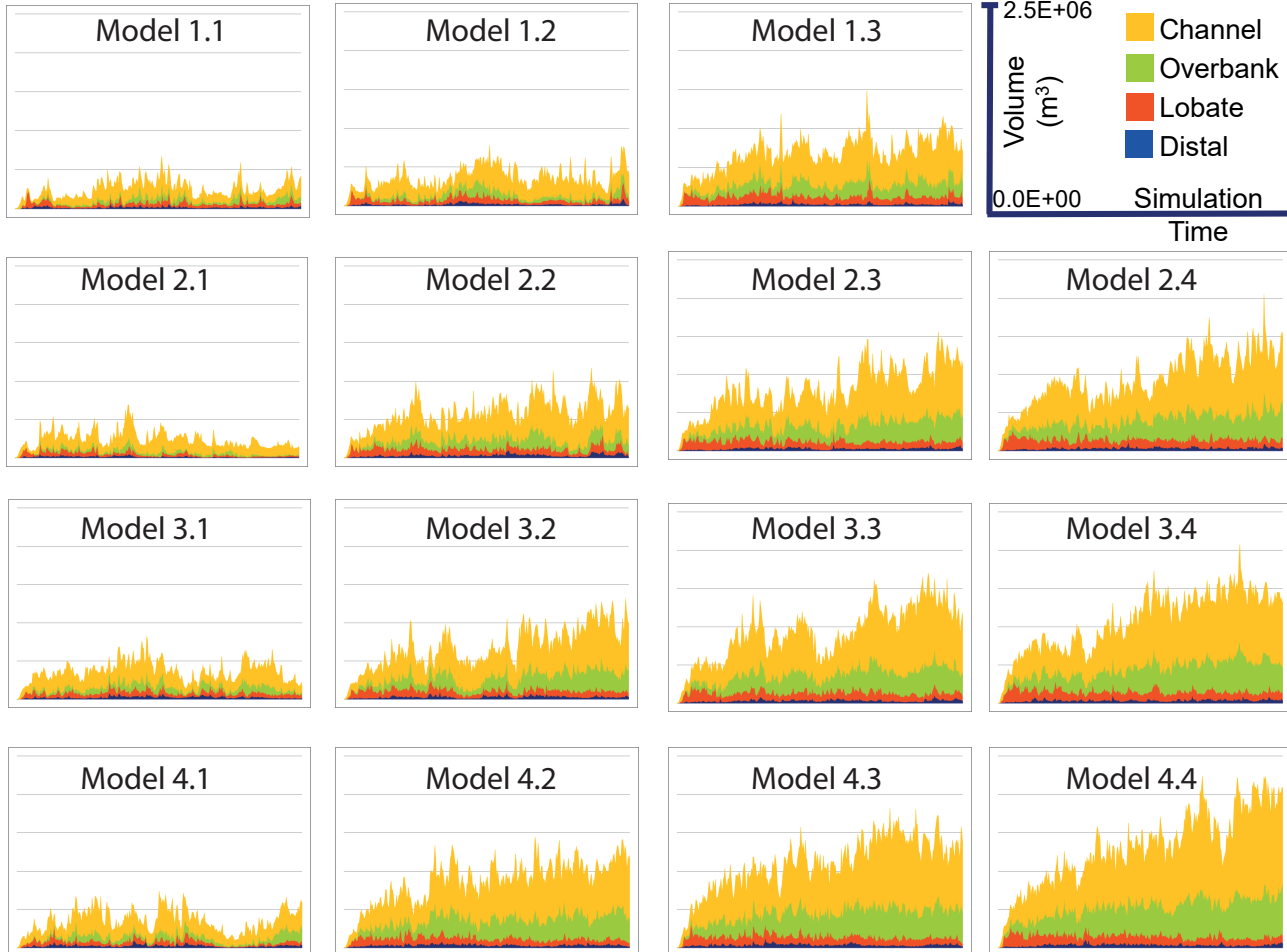 Model 1.1
Model 1.2
Model 1.3
2.5E+06
Volume
(m³)
0.0E+00
Simulation
Time
Channel
Overbank
Lobate
Distal
Model 2.1
Model 2.2
Model 2.3
Model 2.4
Model 3.1
Model 3.2
Model 3.3
Model 3.4
Model 4.1
Model 4.2
Model 4.3
Model 4.4